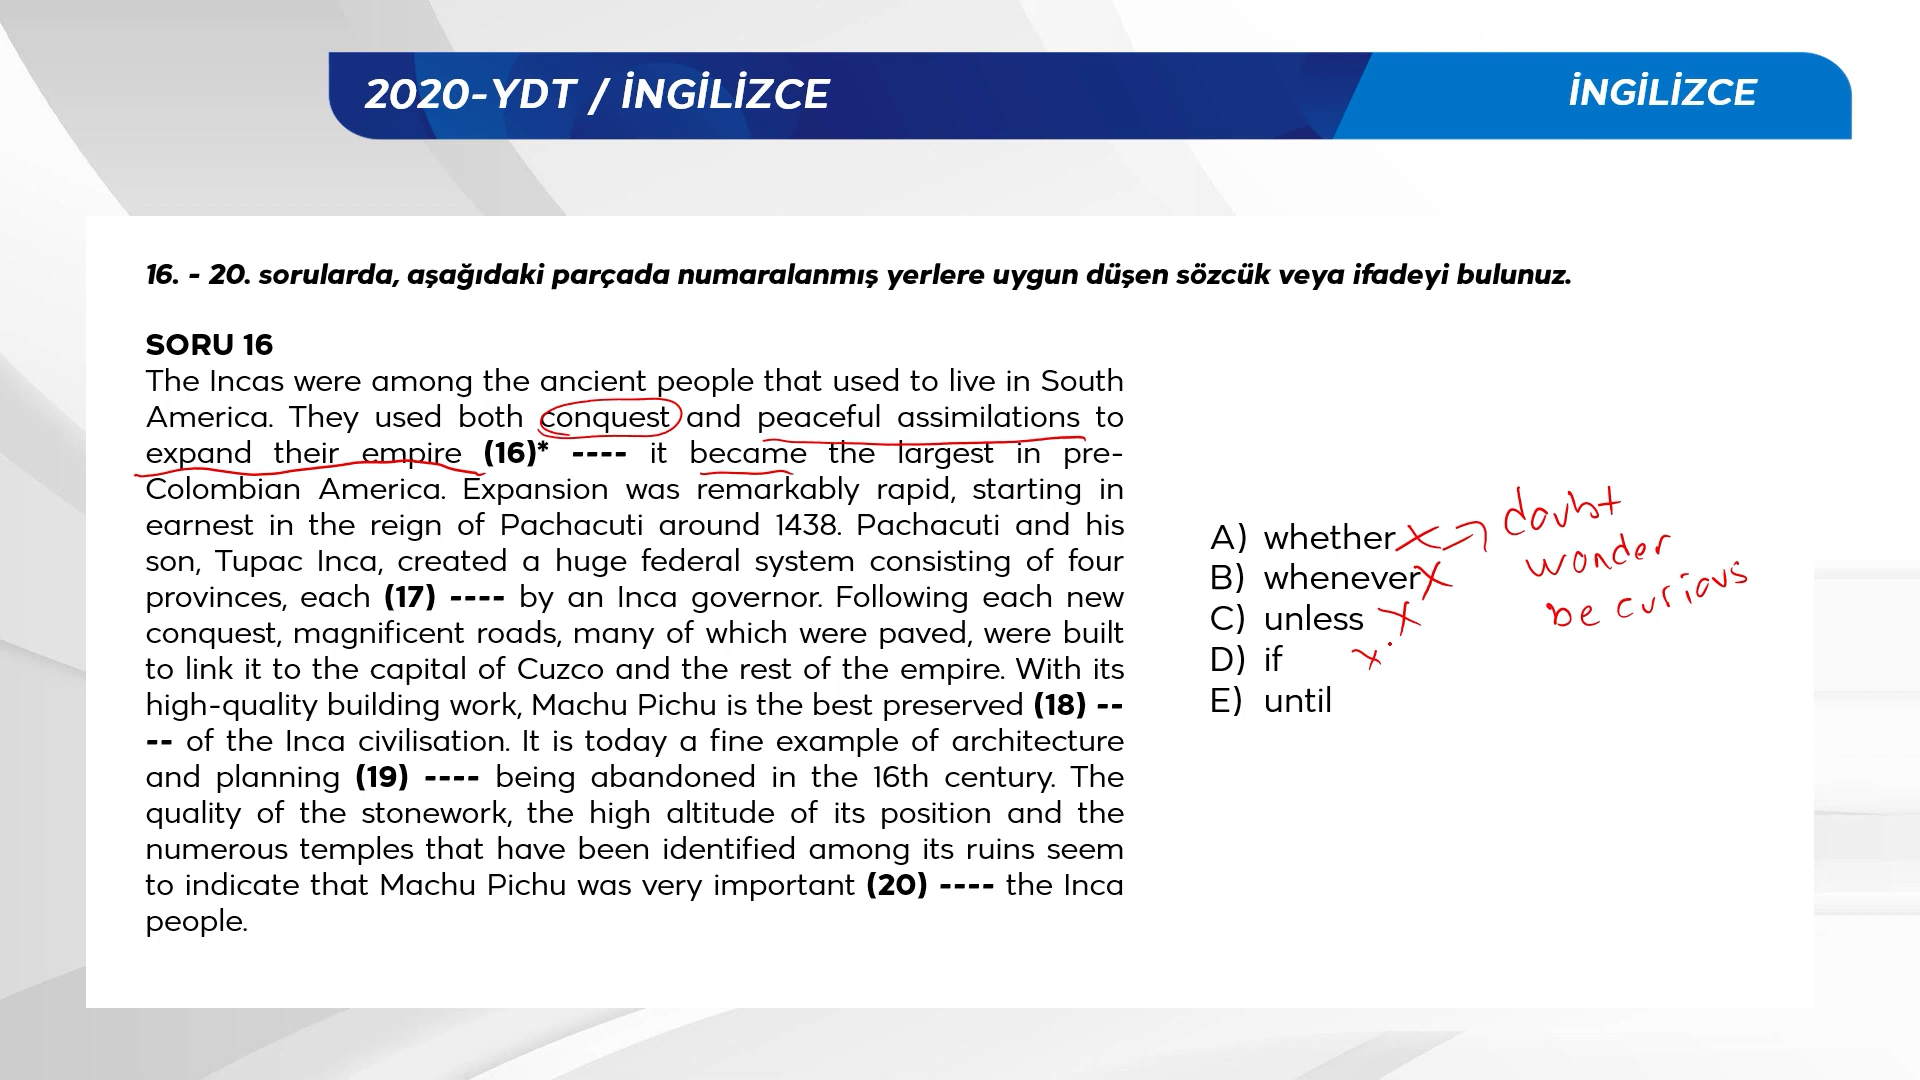 2020-YDT / İNGİLİZCE
İNGİLİZCE
16. - 20. sorularda, aşağıdaki parçada numaralanmış yerlere uygun düşen sözcük veya ifadeyi bulunuz.
SORU 16
The Incas were among the ancient people that used to live in South
America. They used both conquest and peaceful assimilations to
expand their empire (16)* ---- it became the largest in pre-
Colombian America. Expansion was remarkably rapid, starting in
earnest in the reign of Pachacuti around 1438. Pachacuti and his
son, Tupac Inca, created a huge federal system consisting of four
provinces, each (17) ---- by an Inca governor. Following each new
conquest, magnificent roads, many of which were paved, were built
to link it to the capital of Cuzco and the rest of the empire. With its
high-quality building work, Machu Pichu is the best preserved (18) --
-- of the Inca civilisation. It is today a fine example of architecture
and planning (19) ---- being abandoned in the 16th century. The
quality of the stonework, the high altitude of its position and the
numerous temples that have been identified among its ruins seem
to indicate that Machu Pichu was very important (20) ---- the Inca
people.
A) whether x → doubt
wonder
be curious
B) whenever x
C) unless x
D) if x
E) until